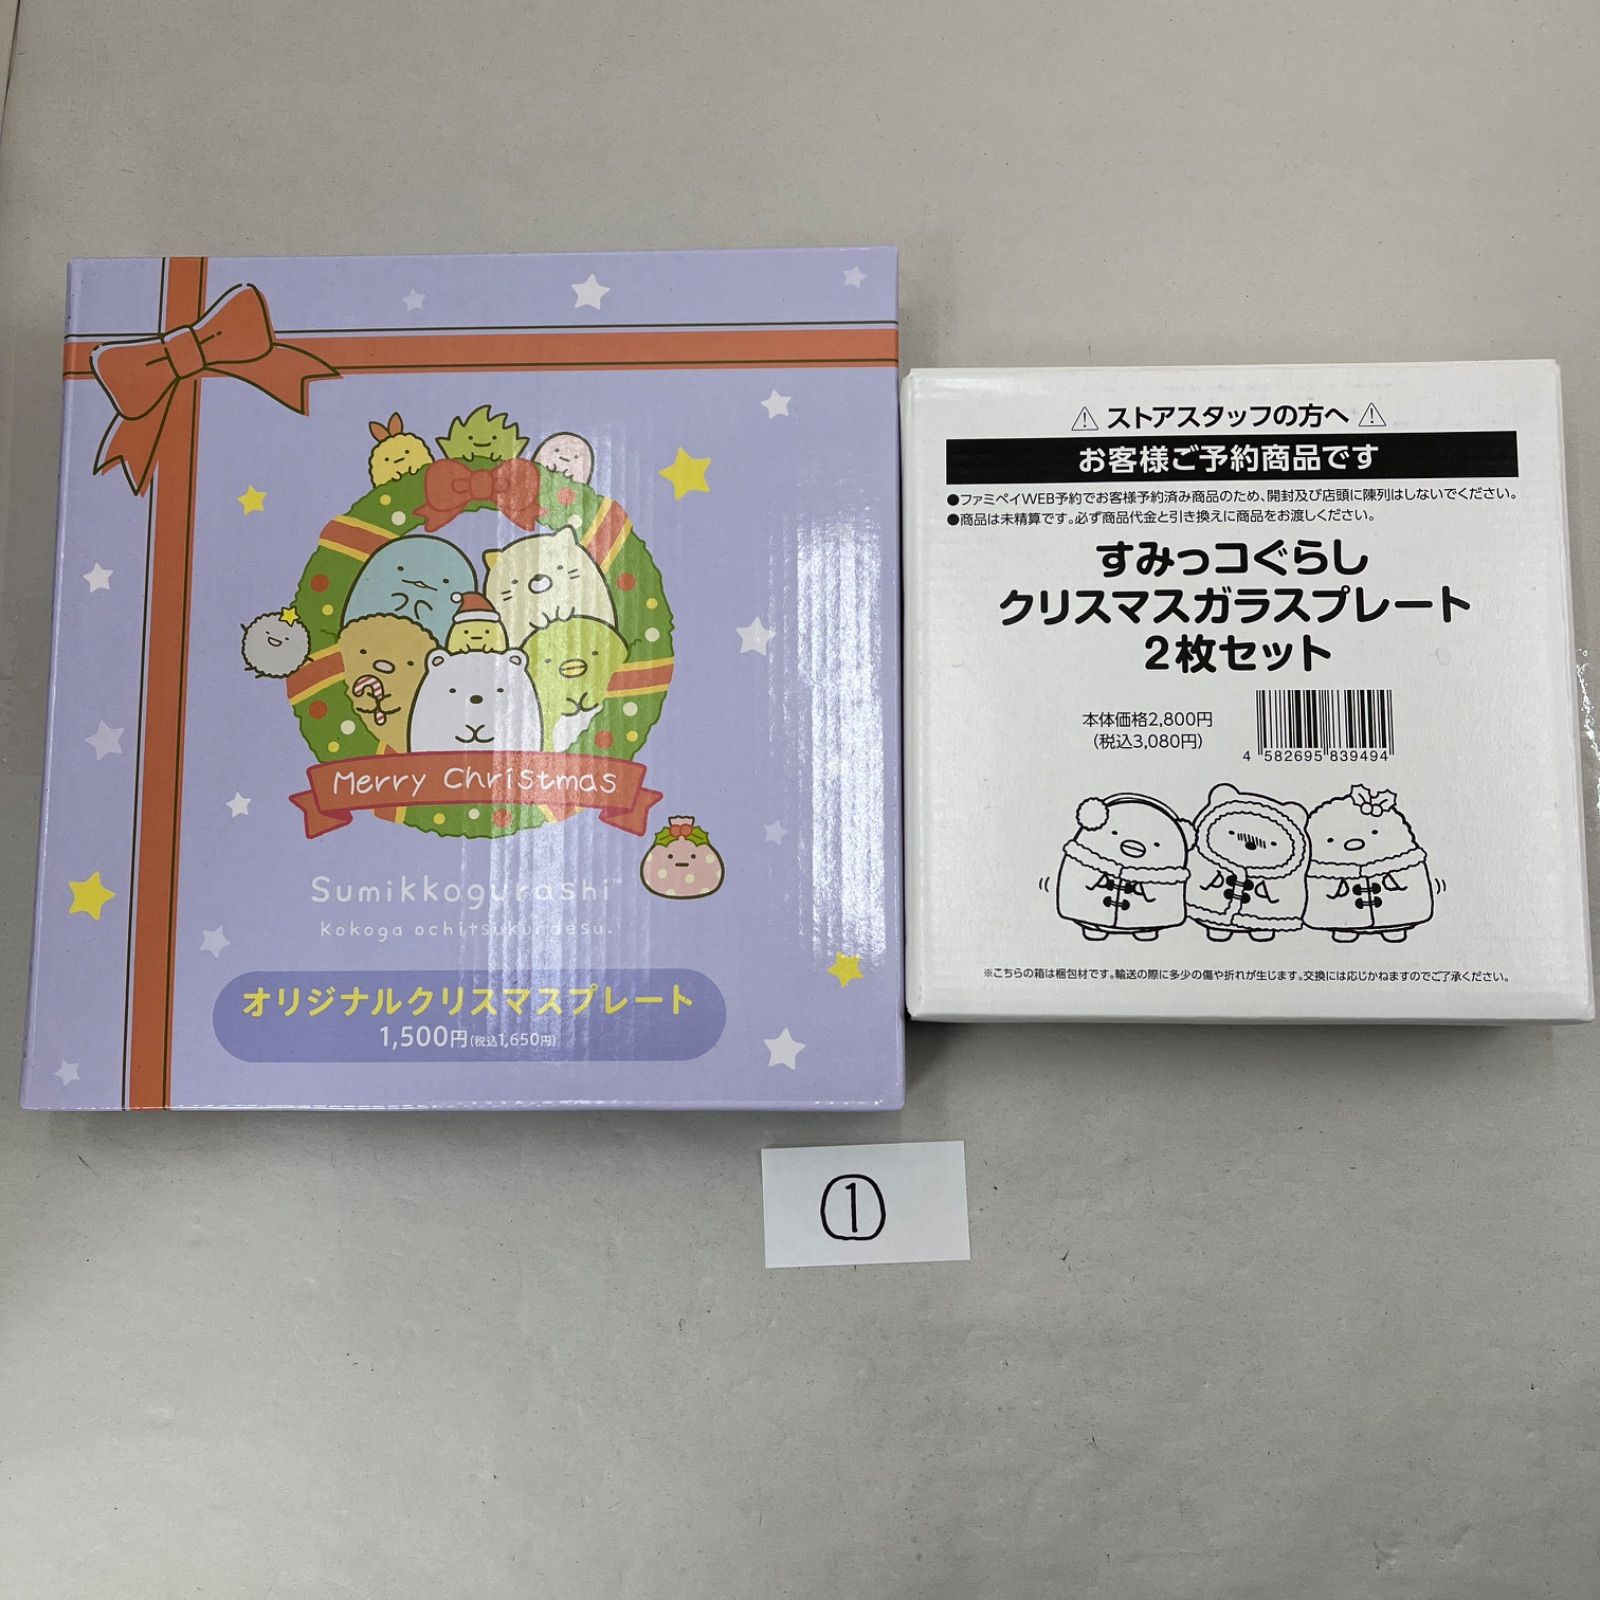 Merry Christmas
Sumikkogurashi™
Kokoga ochitsukundesu.
オリジナルクリスマスプレート
1,500円(税込1,650円)
⚠ ストアスタッフの方へ ⚠
お客様ご予約商品です
●ファミペイWEB予約でお客様予約済み商品のため、開封及び店頭に陳列はしないでください。
●商品は未精算です。必ず商品代金と引き換えに商品をお渡しください。
すみっコぐらし
クリスマスガラスプレート
2枚セット
本体価格2,800円
(税込3,080円)
4 582695 839494
※こちらの箱は梱包材です。輸送の際に多少の傷や折れが生じます。交換には応じかねますのでご了承ください。
①